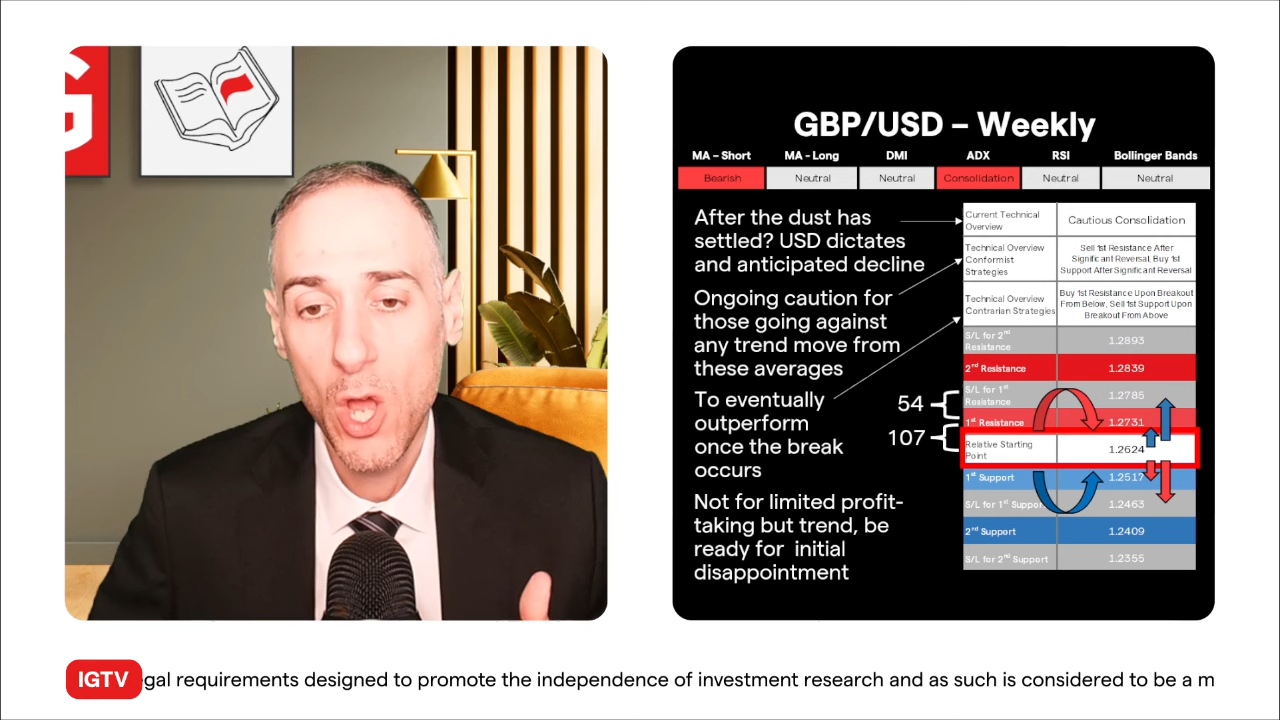 G
GBP/USD – Weekly
MA – Short MA - Long DMI ADX RSI Bollinger Bands
Bearish Neutral Neutral Consolidation Neutral Neutral
After the dust has
settled? USD dictates
and anticipated decline
Ongoing caution for
those going against
any trend move from
these averages
To eventually
outperform
once the break
occurs
Not for limited profit-
taking but trend, be
ready for initial
disappointment
54
107
Current Technical
Overview
Cautious Consolidation
Technical Overview
Conformist
Strategies
Sell 1st Resistance After
Significant Reversal, Buy 1st
Support After Significant Reversal
Technical Overview
Contrarian Strategies
Buy 1st Resistance Upon Breakout
From Below, Sell 1st Support Upon
Breakout From Above
S/L for 2nd
Resistance
1.2893
2nd Resistance 1.2839
S/L for 1st
Resistance
1.2785
1st Resistance 1.2731
Relative Starting
Point
1.2624
1st Support 1.2517
S/L for 1st Support 1.2463
2nd Support 1.2409
S/L for 2nd Support 1.2355
IGTV egal requirements designed to promote the independence of investment research and as such is considered to be a m